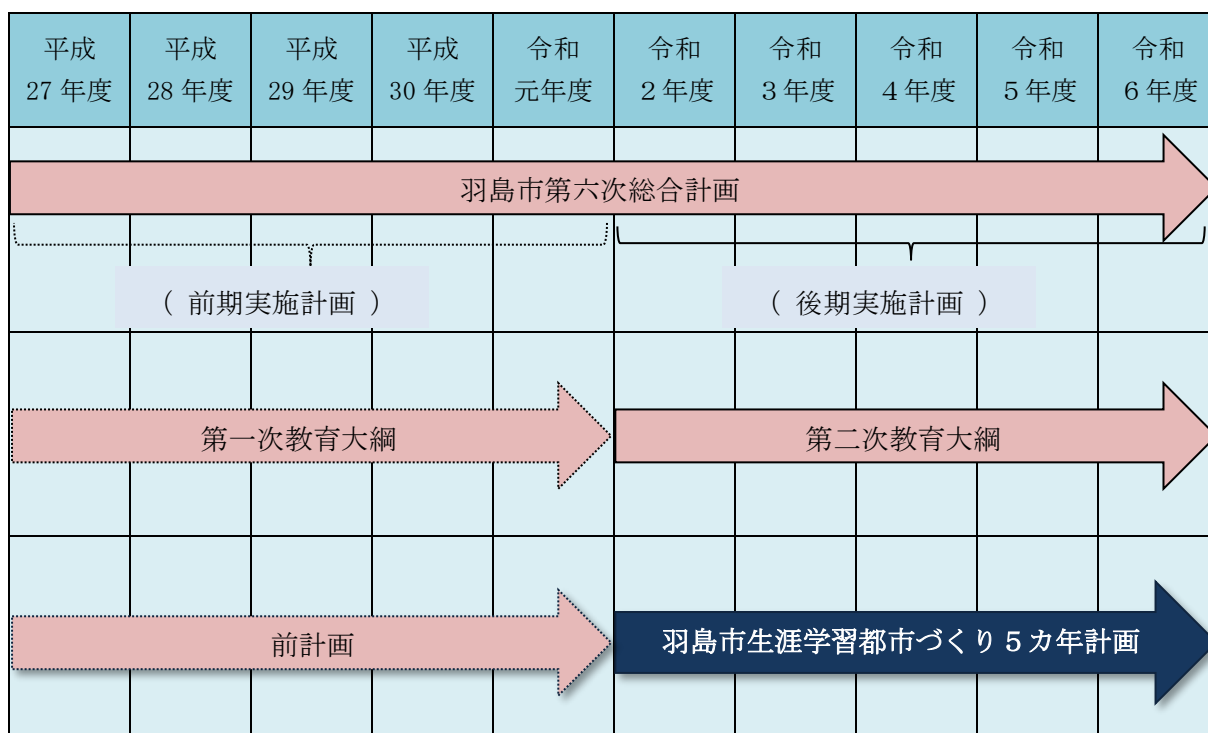 平成 平成 平成 平成 令和 令和 令和 令和 令和 令和
27 年度 28 年度 29 年度 30 年度 元年度 2年度 3年度 4年度 5年度 6年度
羽島市第六次総合計画
（ 前期実施計画 ） （ 後期実施計画 ）
第一次教育大綱 第二次教育大綱
前計画 羽島市生涯学習都市づくり5カ年計画